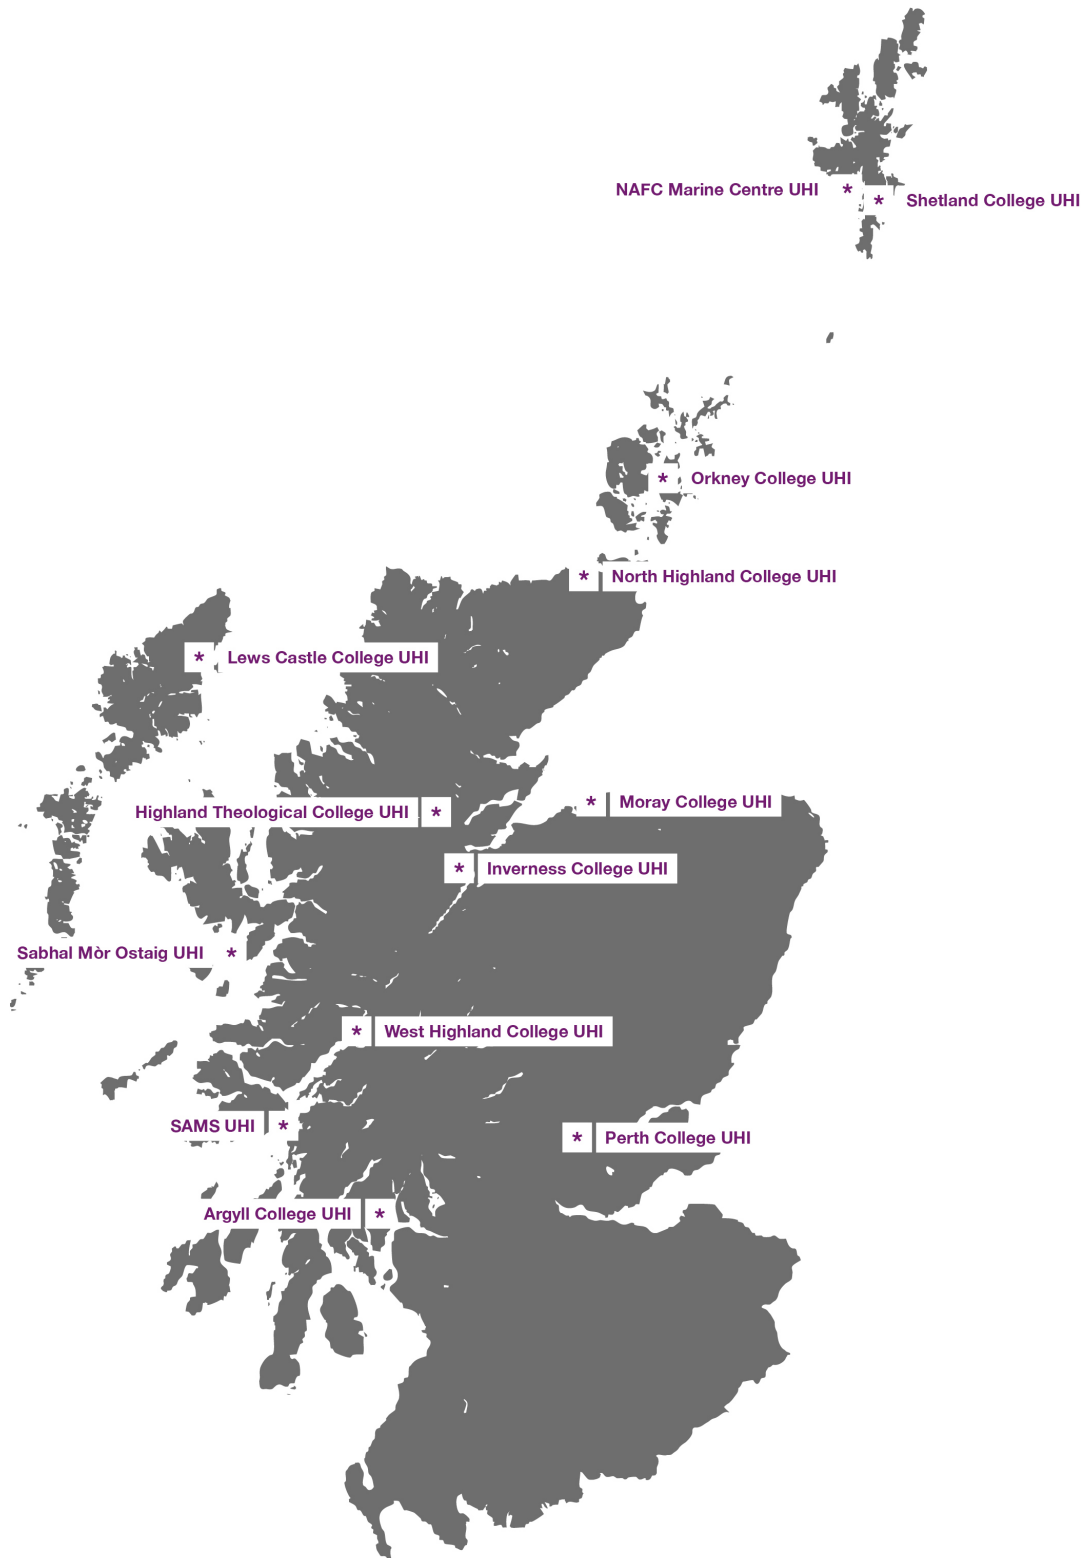 NAFC Marine Centre UHI *
* Shetland College UHI
* Orkney College UHI
* North Highland College UHI
* Lews Castle College UHI
* Moray College UHI
Highland Theological College UHI *
* Inverness College UHI
Sabhal Mòr Ostaig UHI *
* West Highland College UHI
SAMS UHI *
* Perth College UHI
Argyll College UHI *